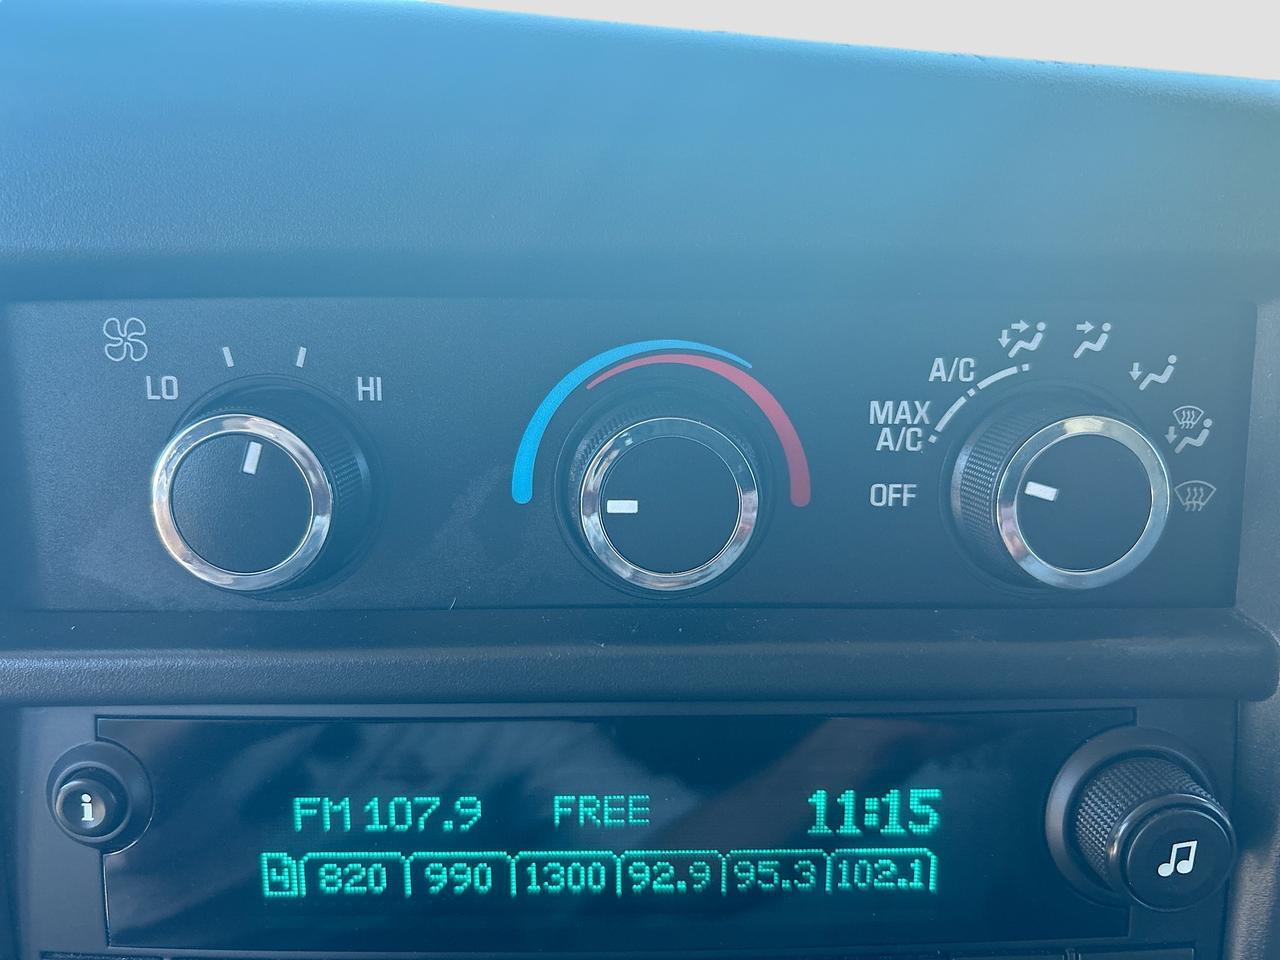 LO HI
A/C
MAX
A/C
OFF
i
FM 107.9 FREE 11:15
4 820 990 1300 92.9 95.3 102.1